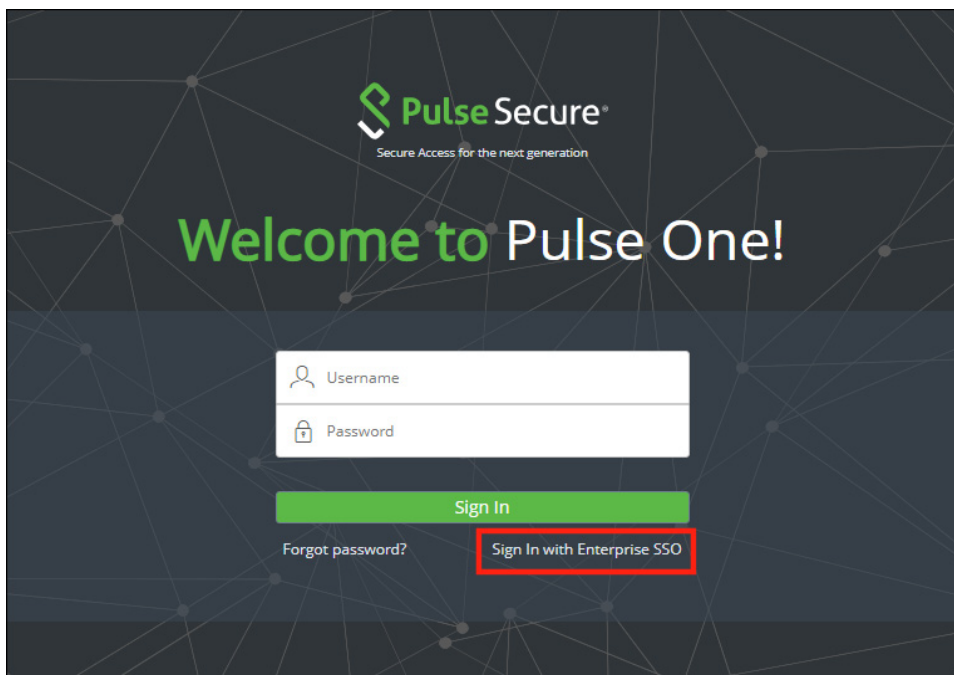 Pulse Secure®
Secure Access for the next generation
Welcome to Pulse One!
Username
Password
Sign In
Forgot password? Sign In with Enterprise SSO